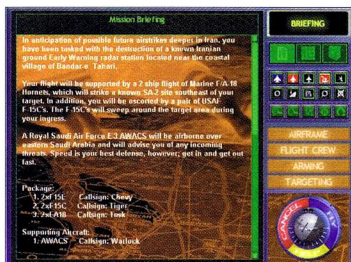 Mission Briefing
BRIEFING
In anticipation of possible future airstrikes deeper in Iran, you
have been tasked with the destruction of a known Iranian
ground Early Warning radar station located near the coastal
village of Bandar-e Taheri.
Your flight will be supported by a 2 ship flight of Marine F/A-18
Hornets, which will strike a known SA-2 site southeast of your
target. In addition, you will be escorted by a pair of USAF
F-15C's. The F-15C's will sweep around the target area during
your ingress.
A Royal Saudi Air Force E-3 AWACS will be airborne over
eastern Saudi Arabia and will advise you of any incoming
threats. Speed is your best defense, however; get in and get out
fast.
Package:
1. 2xF15E Callsign: Chevy
2. 2xF15C Callsign: Tiger
3. 2xFA18 Callsign: Tusk
Supporting Aircraft:
1. AWACS Callsign: Warlock
AIRFRAME
FLIGHT CREW
ARMING
TARGETING
CANCEL
FLY